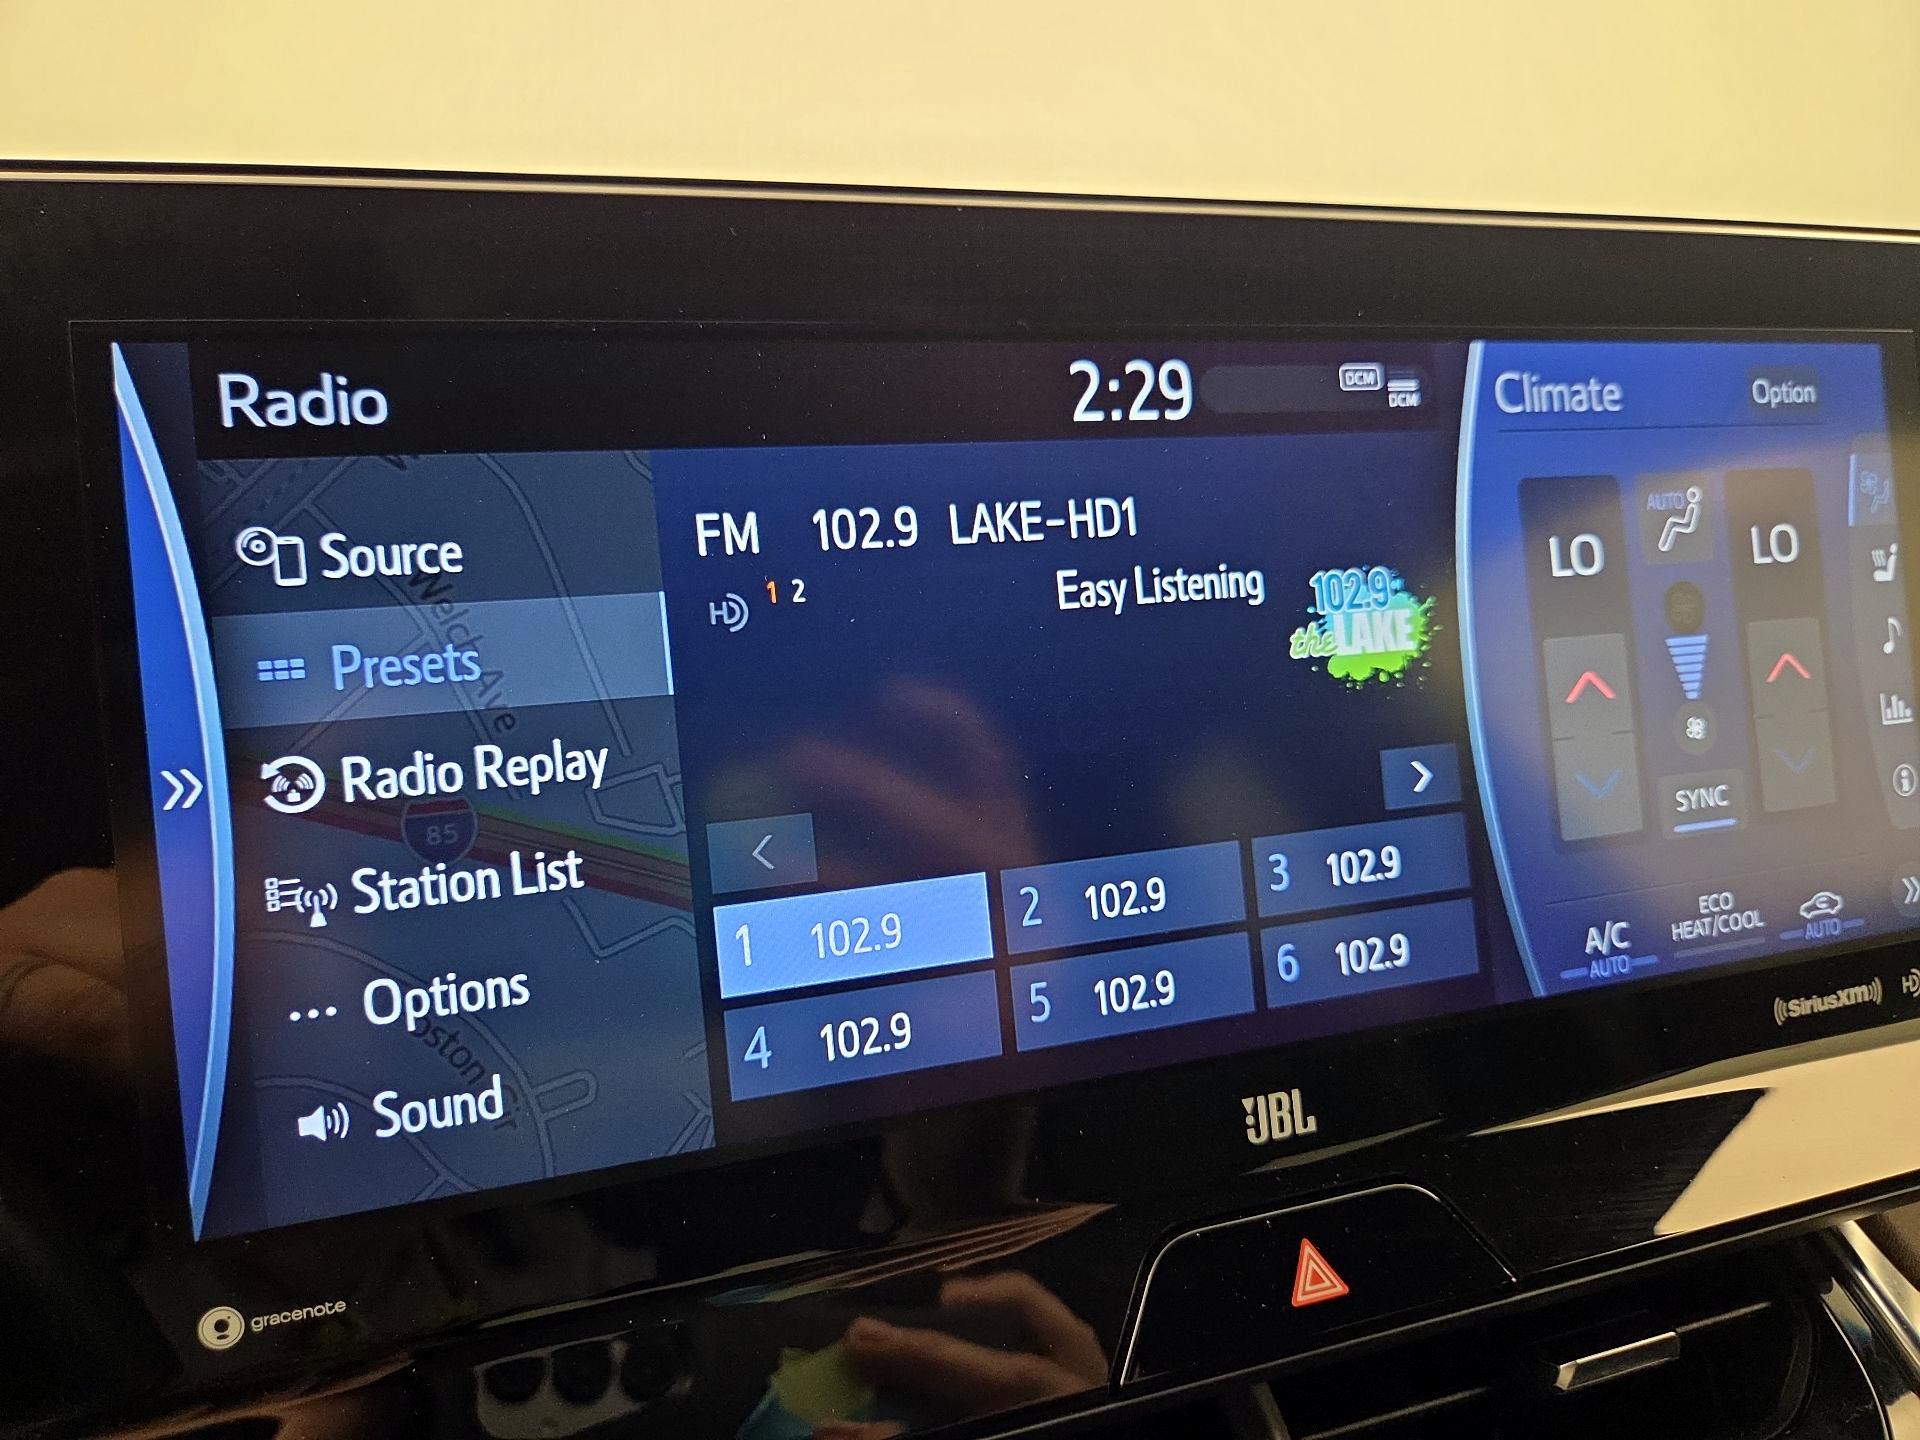 Radio
2:29
DCM
DCM
Climate
Option
Source
Presets
Radio Replay
Station List
Options
Sound
Welch Ave
85
FM 102.9 LAKE-HD1
HD 1 2
Easy Listening
102.9
the LAKE
1 102.9
2 102.9
3 102.9
4 102.9
5 102.9
6 102.9
LO
AUTO
LO
SYNC
A/C
AUTO
ECO
HEAT/COOL
AUTO
SiriusXM
HD
JBL
gracenote